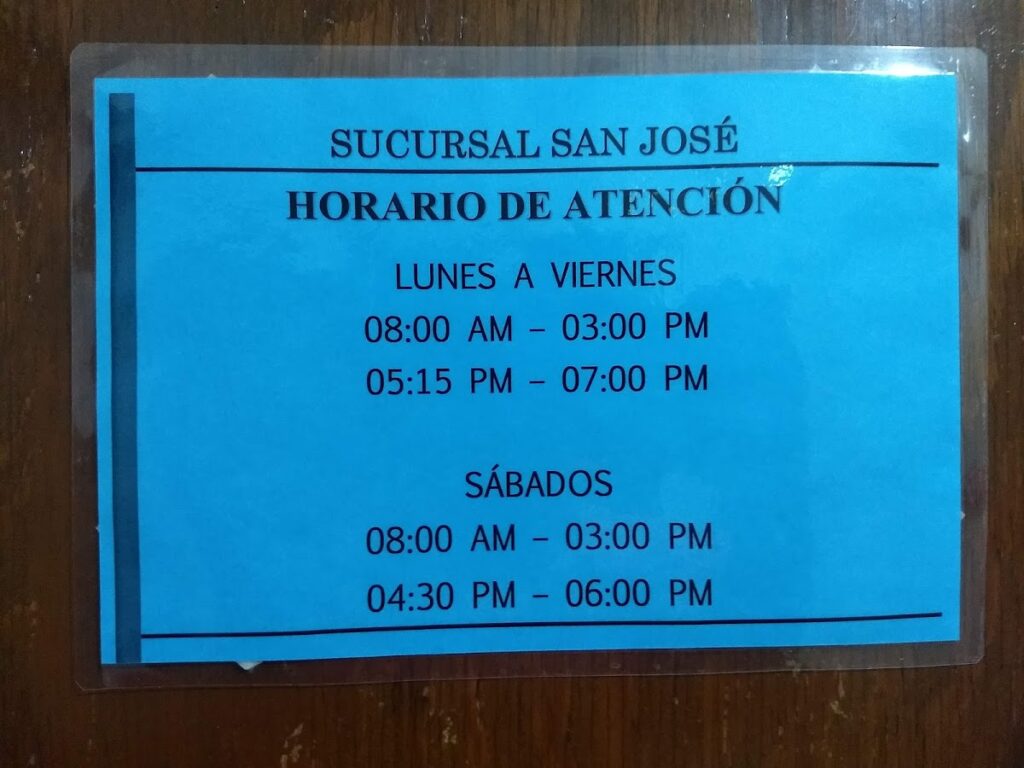 SUCURSAL SAN JOSÉ
HORARIO DE ATENCIÓN
LUNES A VIERNES
08:00 AM – 03:00 PM
05:15 PM – 07:00 PM
SÁBADOS
08:00 AM – 03:00 PM
04:30 PM – 06:00 PM